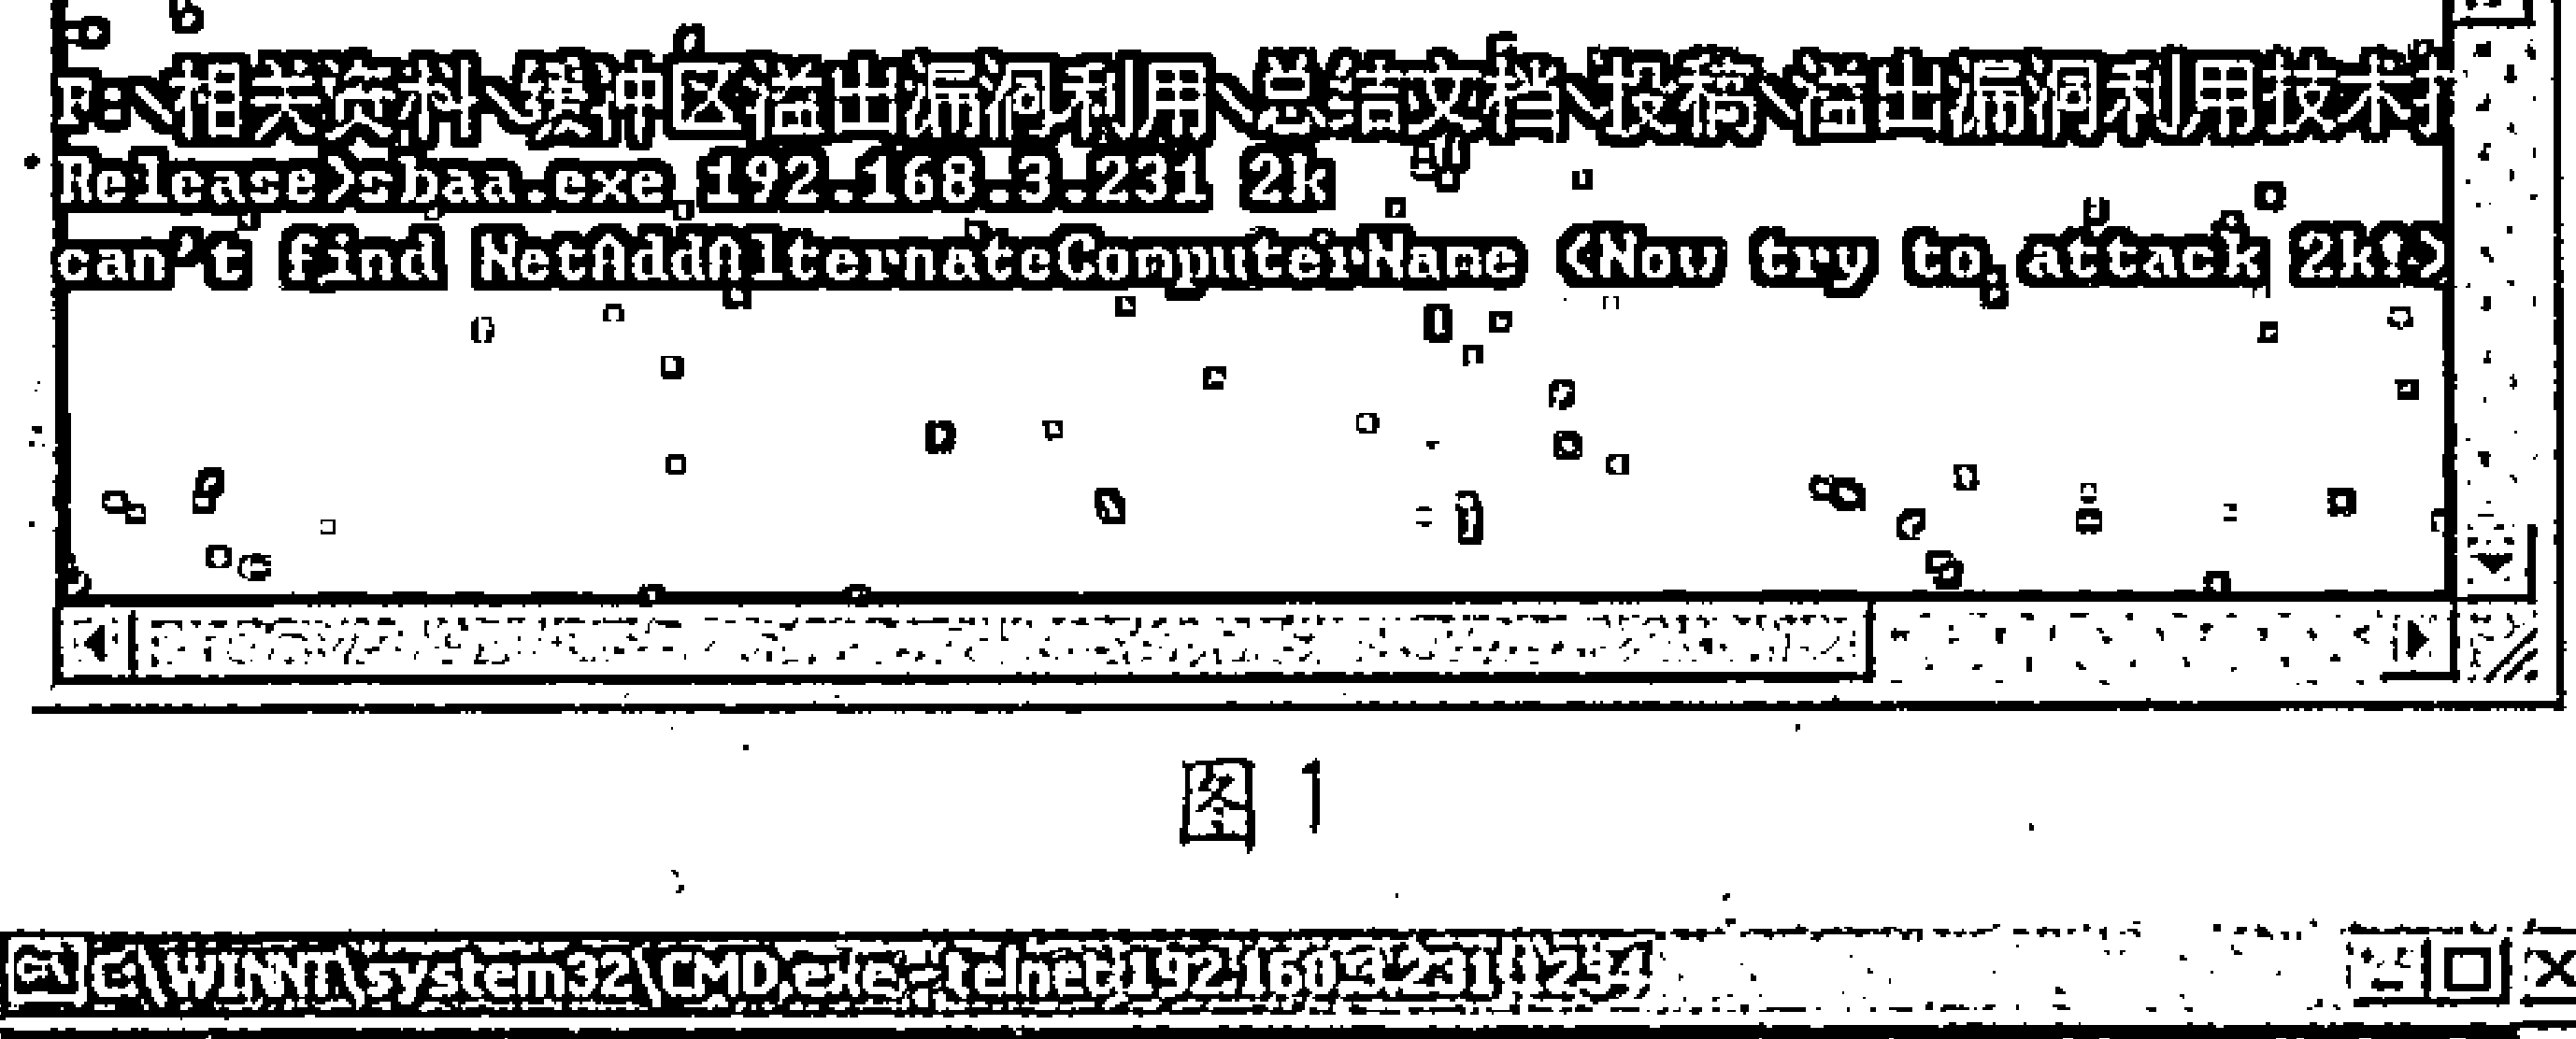 F:\相关资料\缓冲区溢出漏洞利用\总结文档\投稿\溢出漏洞利用技术
Release>sbaa.exe 192.168.3.231 2k
can't find NetAddAlternateComputerName (Now try to attack 2k!)
图 1
C:\WINNT\system32\CMD.exe - telnet 192.168.3.231 1234